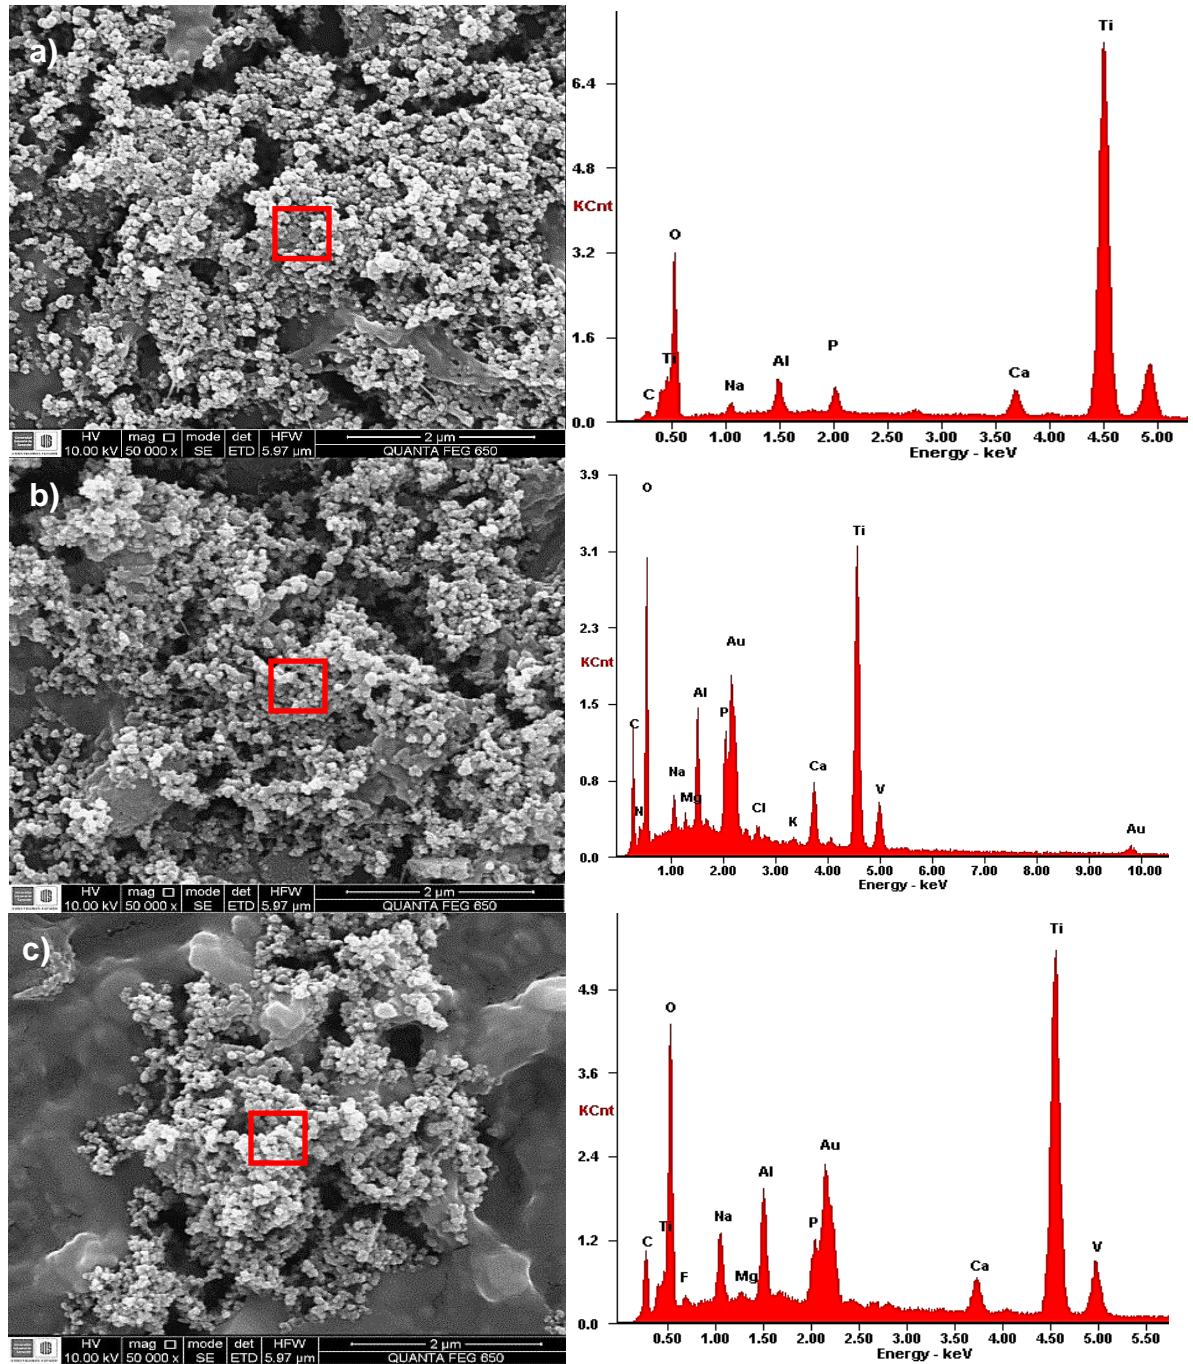 a)
HV mag mode det HFW 2 µm
10.00 kV 50 000 x SE ETD 5.97 µm QUANTA FEG 650
6.4
4.8
KCnt
3.2
1.6
0.0
C Ti O Na Al P Ca Ti
0.50 1.00 1.50 2.00 2.50 3.00 3.50 4.00 4.50 5.00
Energy - keV
b)
HV mag mode det HFW 2 µm
10.00 kV 50 000 x SE ETD 5.97 µm QUANTA FEG 650
3.9
3.1
2.3
KCnt
1.5
0.8
0.0
C N O Na Mg Al P Au Cl K Ca Ti V Au
1.00 2.00 3.00 4.00 5.00 6.00 7.00 8.00 9.00 10.00
Energy - keV
c)
HV mag mode det HFW 2 µm
10.00 kV 50 000 x SE ETD 5.97 µm QUANTA FEG 650
4.9
3.6
KCnt
2.4
1.2
0.0
C Ti O F Na Mg Al P Au Ca Ti V
0.50 1.00 1.50 2.00 2.50 3.00 3.50 4.00 4.50 5.00 5.50
Energy - keV